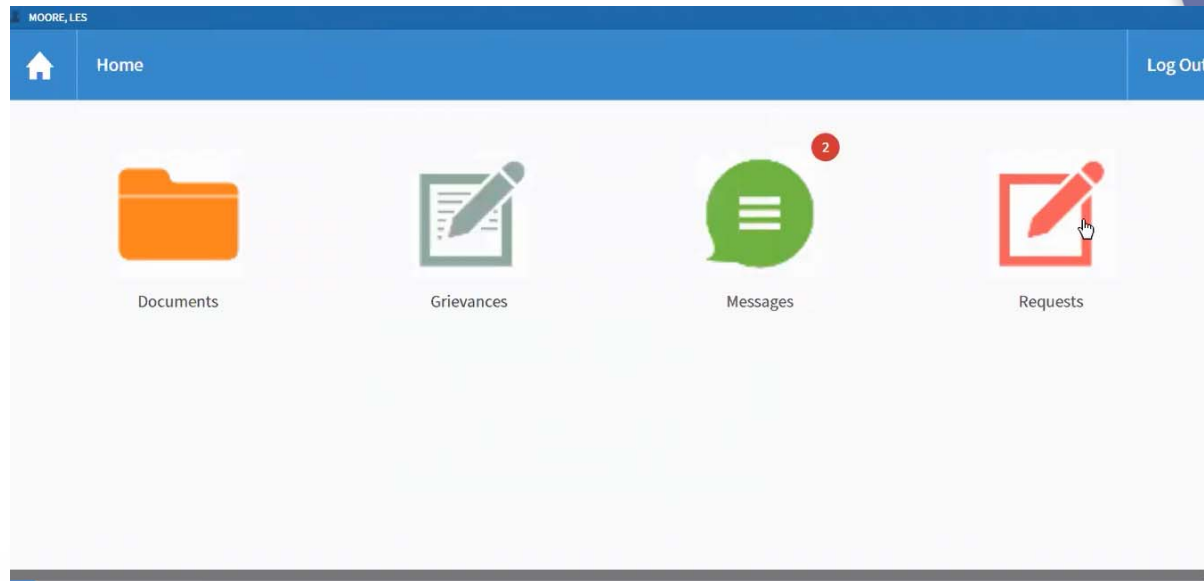 MOORE, LES
Home
Log Out
2
Documents
Grievances
Messages
Requests